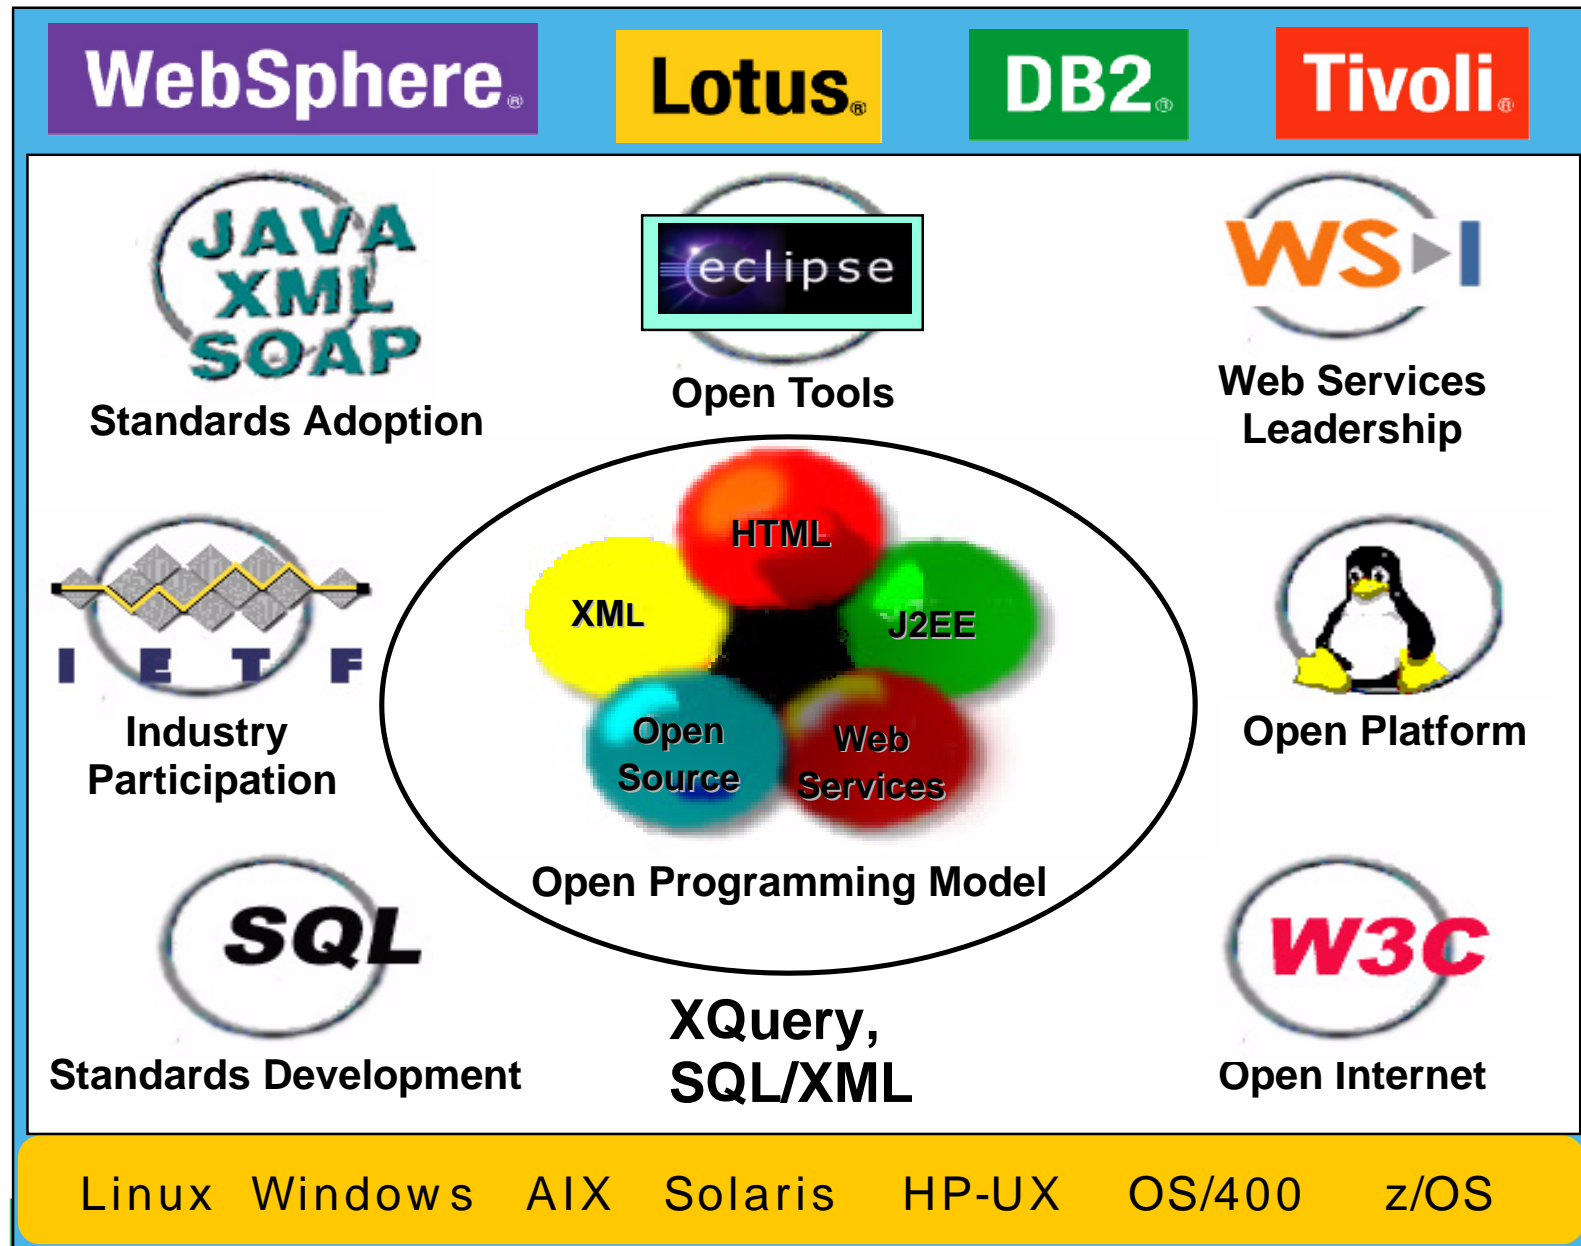 WebSphere®
Lotus®
DB2®
Tivoli®
JAVA
XML
SOAP
Standards Adoption
eclipse
Open Tools
WS I
Web Services
Leadership
I E T F
Industry
Participation
HTML
XML
J2EE
Open
Source
Web
Services
Open Programming Model
Open Platform
SQL
Standards Development
XQuery,
SQL/XML
W3C
Open Internet
Linux Windows AIX Solaris HP-UX OS/400 z/OS